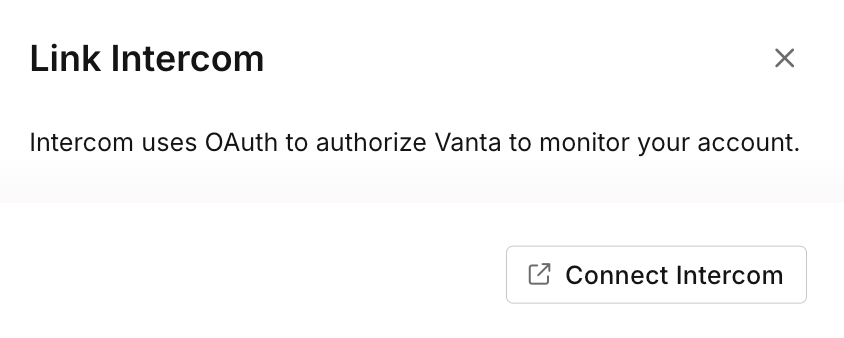 Link Intercom
Intercom uses OAuth to authorize Vanta to monitor your account.
Connect Intercom